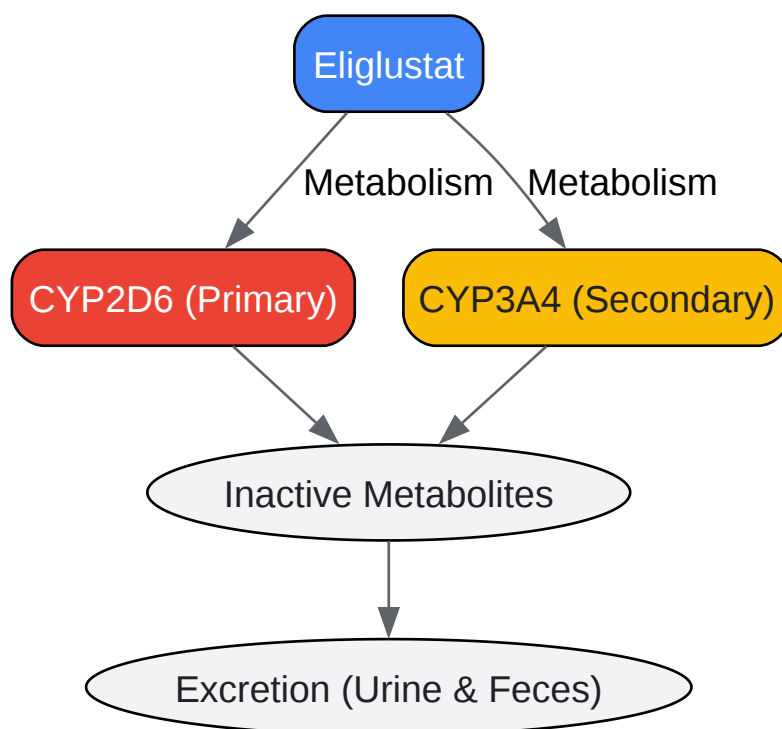 Eliglustat
Metabolism
Metabolism
CYP2D6 (Primary)
CYP3A4 (Secondary)
Inactive Metabolites
Excretion (Urine & Feces)